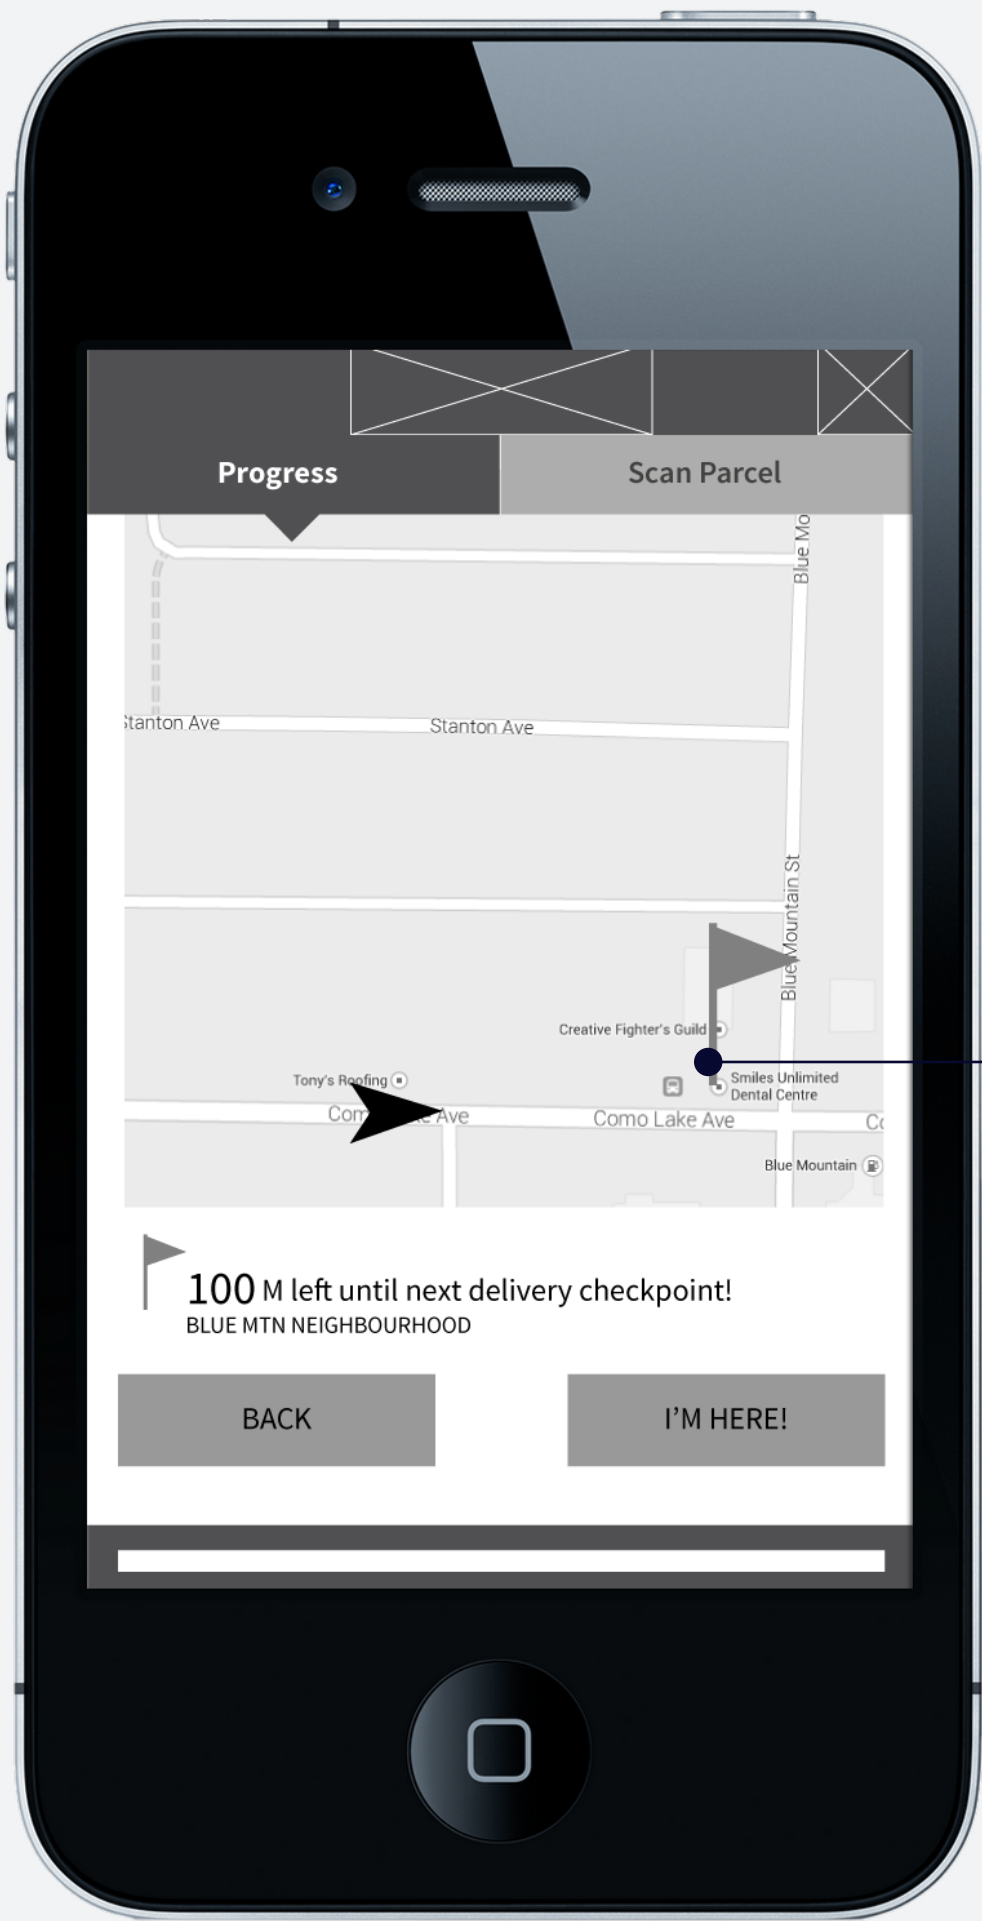 Progress
Scan Parcel
Blue Mo
Stanton Ave
Stanton Ave
Blue Mountain St
Creative Fighter's Guild
Tony's Roofing
Smiles Unlimited
Dental Centre
Ave
Como Lake Ave
Blue Mountain
100 M left until next delivery checkpoint!
BLUE MTN NEIGHBOURHOOD
BACK
I'M HERE!